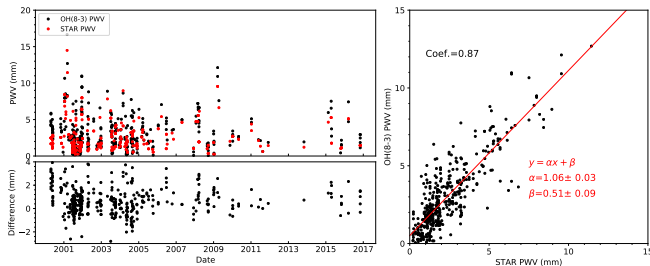 OH(8-3) PWV
STAR PWV
20
15
10
5
0
PWV (mm)
4
2
0
−2
Difference (mm)
2001 2003 2005 2007 2009 2011 2013 2015 2017
Date
15
10
5
0
OH(8-3) PWV (mm)
Coef.=0.87
y = αx + β
α=1.06± 0.03
β=0.51± 0.09
0 5 10 15
STAR PWV (mm)